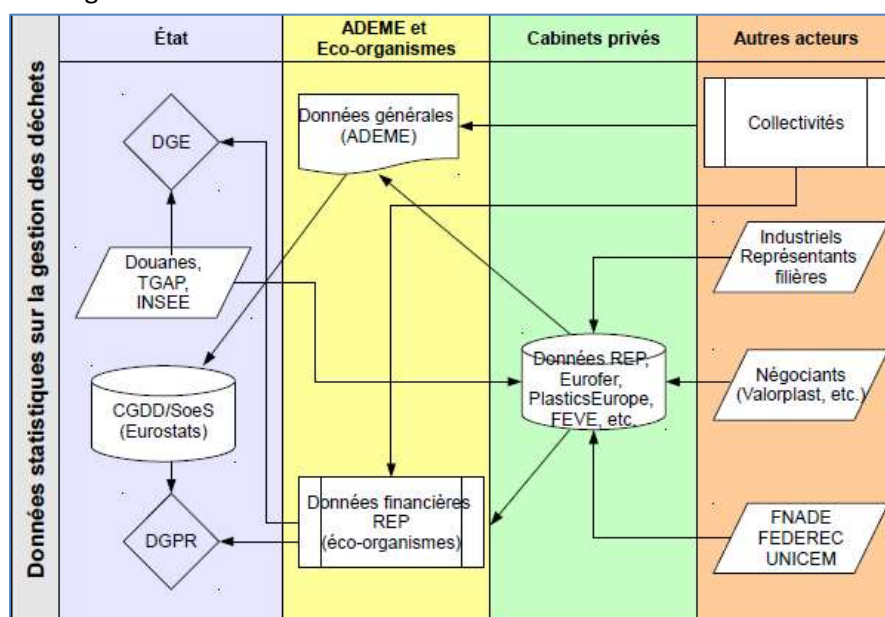 Données statistiques sur la gestion des déchets
État
ADEME et
Eco-organismes
Cabinets privés
Autres acteurs
DGE
Données générales
(ADEME)
Collectivités
Douanes,
TGAP,
INSEE
Industriels
Représentants
filières
CGDD/SoeS
(Eurostats)
Données REP,
Eurofer,
PlasticsEurope,
FEVE, etc.
Négociants
(Valorplast, etc.)
DGPR
Données financières
REP
(éco-organismes)
FNADE
FEDEREC
UNICEM